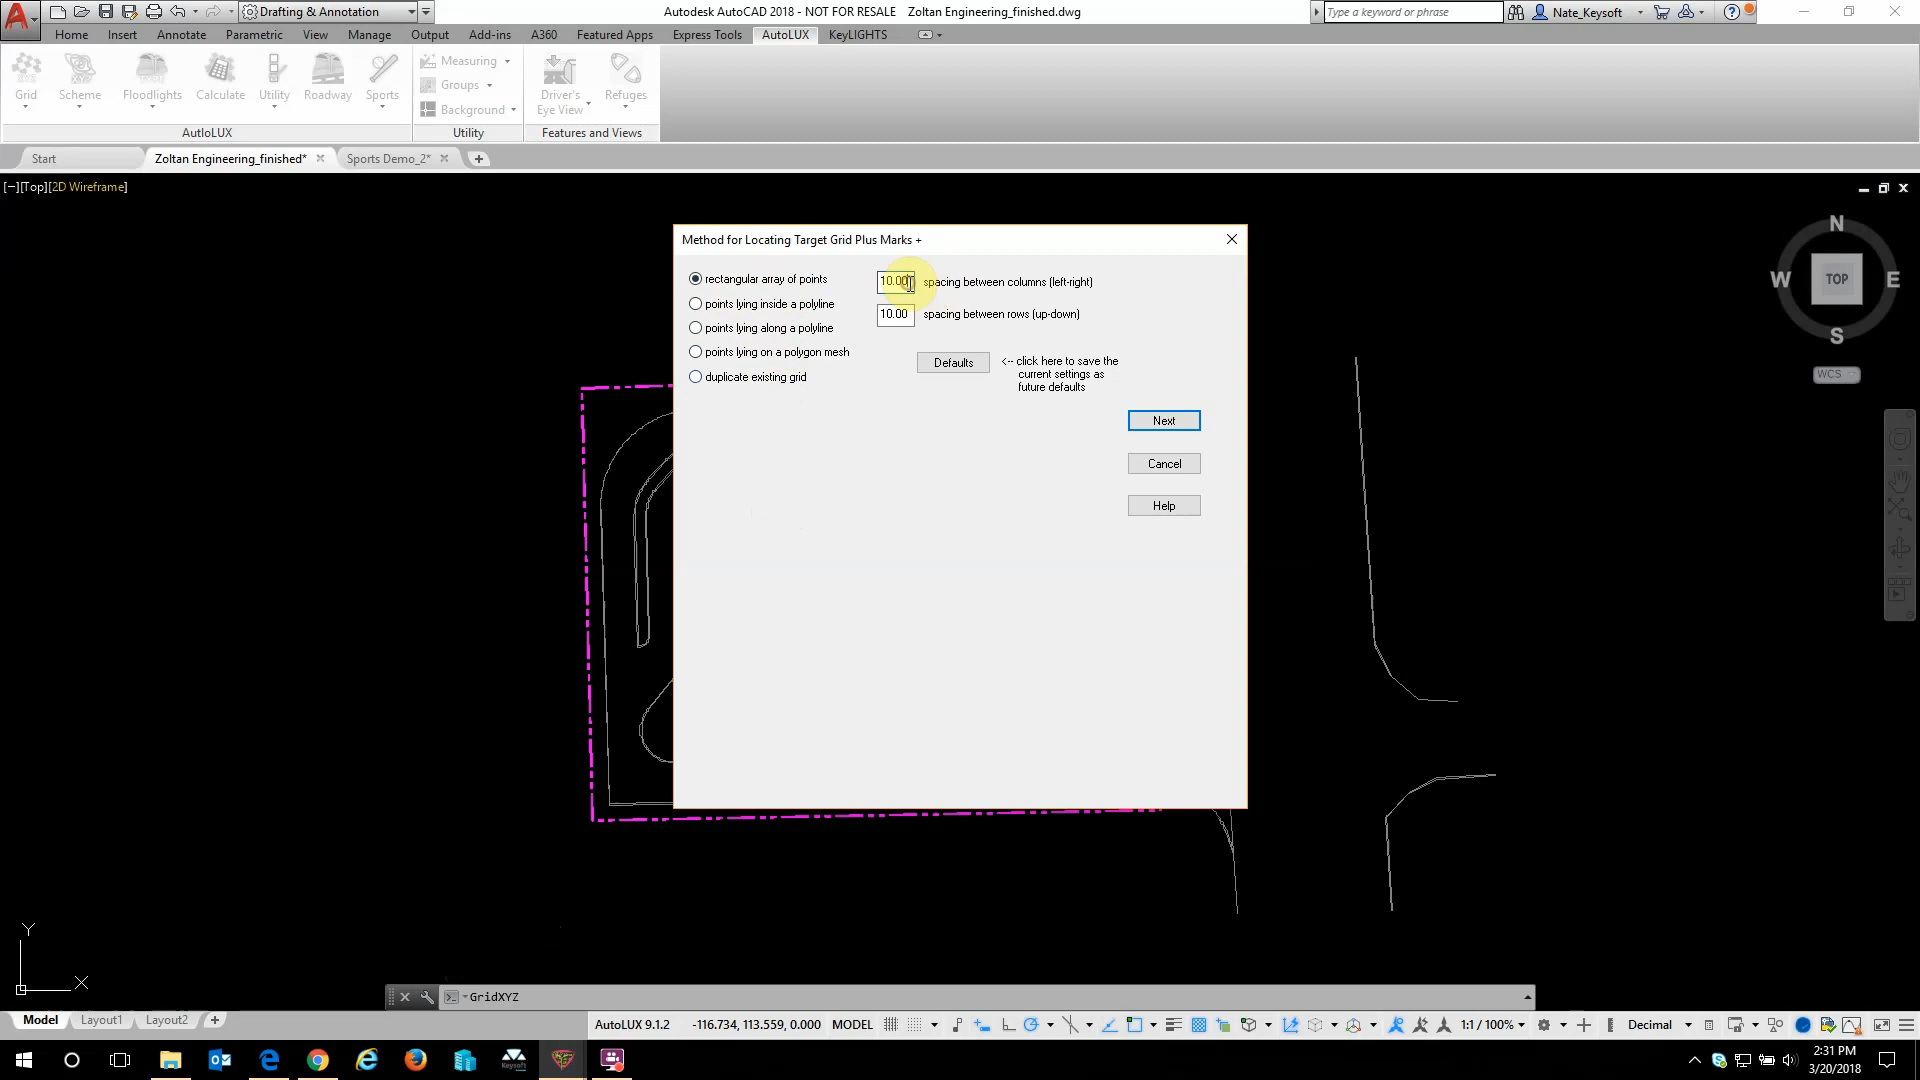 Drafting & Annotation
Autodesk AutoCAD 2018 - NOT FOR RESALE Zoltan Engineering_finished.dwg
Type a keyword or phrase
Nate_Keysoft
Home Insert Annotate Parametric View Manage Output Add-ins A360 Featured Apps Express Tools AutoLUX KeyLIGHTS
Grid Scheme Floodlights Calculate Utility Roadway Sports
Measuring
Groups
Background
Driver's
Eye View
Refuges
AutloLUX Utility Features and Views
Start Zoltan Engineering_finished* Sports Demo_2*
[−][Top][2D Wireframe]
Method for Locating Target Grid Plus Marks +
rectangular array of points
points lying inside a polyline
points lying along a polyline
points lying on a polygon mesh
duplicate existing grid
10.00 spacing between columns (left-right)
10.00 spacing between rows (up-down)
Defaults
<-- click here to save the
current settings as
future defaults
Next
Cancel
Help
N
W TOP E
S
WCS
Y
X
GridXYZ
Model Layout1 Layout2
AutoLUX 9.1.2 -116.734, 113.559, 0.000 MODEL 1:1 / 100% Decimal
Keysoft
2:31 PM
3/20/2018